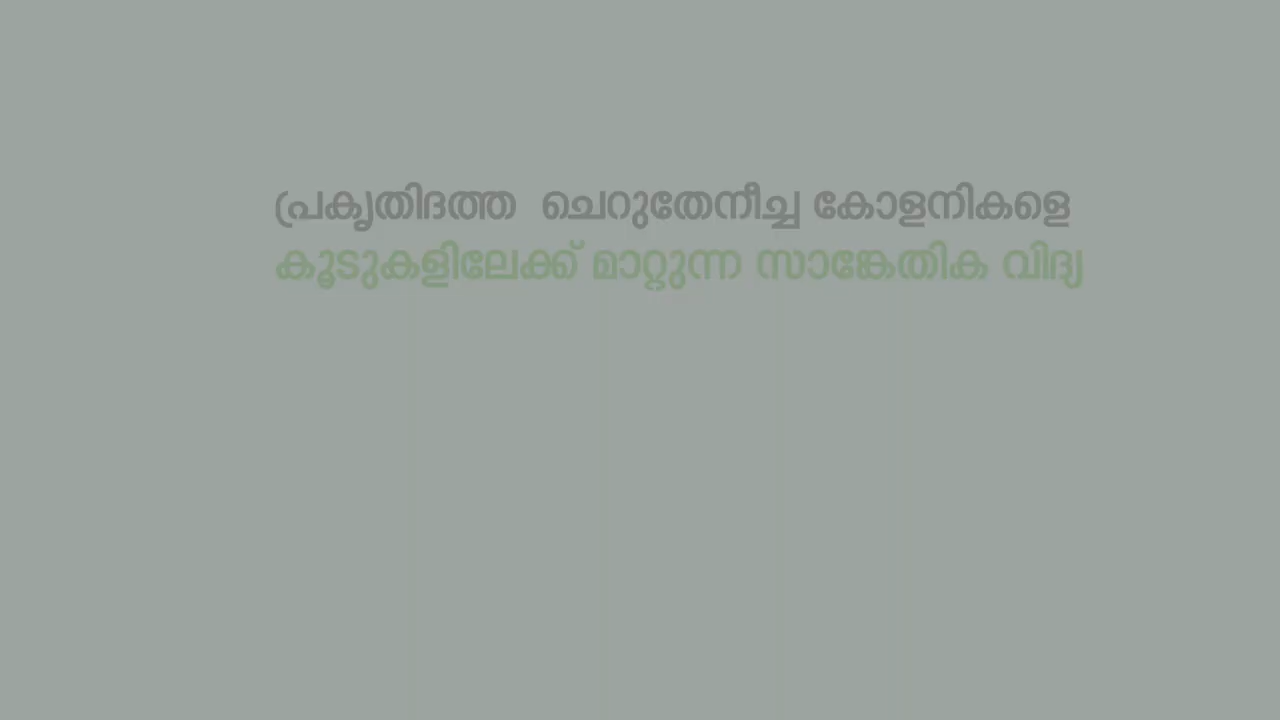 പ്രകൃതിദത്ത ചെറുതേനീച്ച കോളനികളെ
കൂടുകളിലേക്ക് മാറ്റുന്ന സാങ്കേതിക വിദ്യ